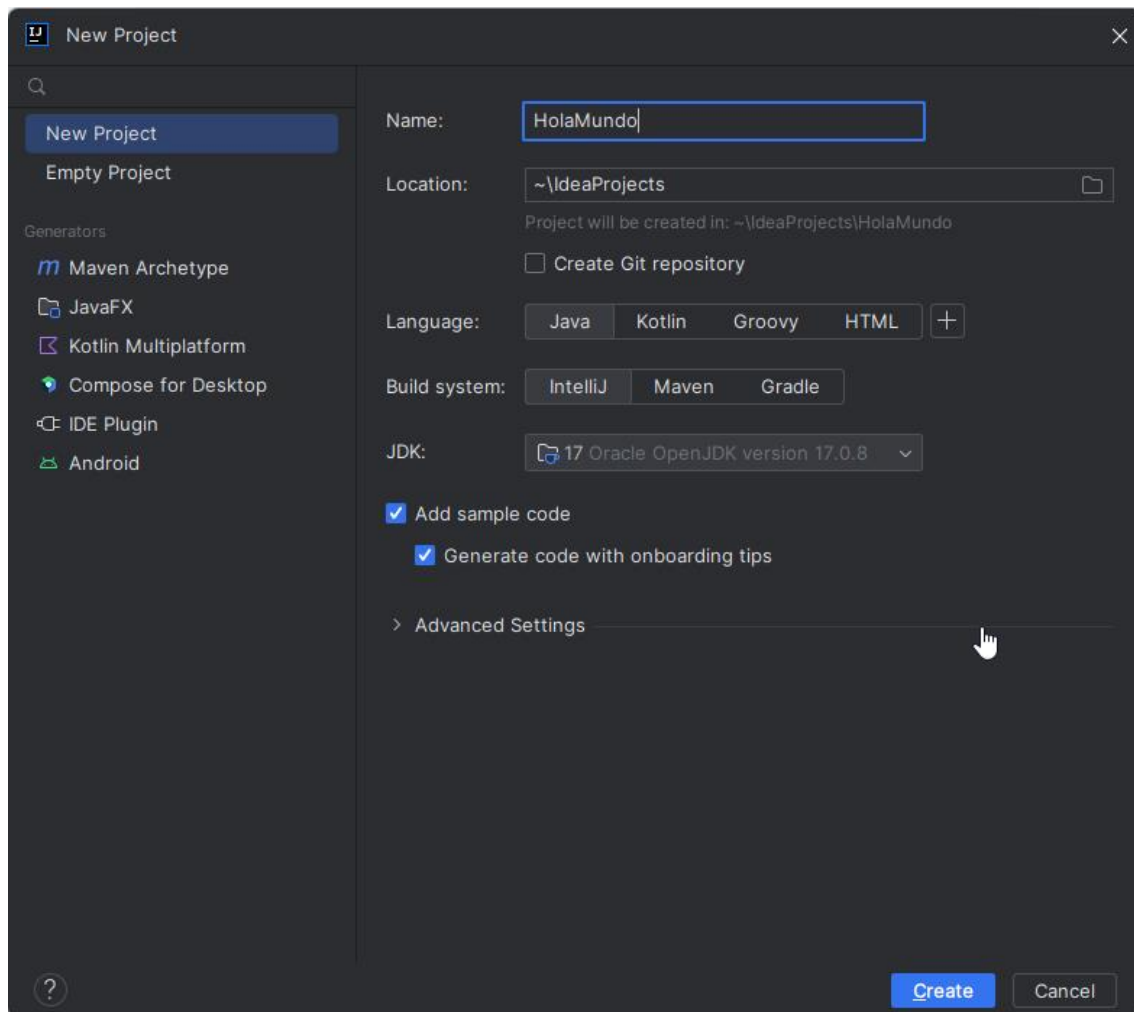 New Project
New Project
Empty Project
Generators
Maven Archetype
JavaFX
Kotlin Multiplatform
Compose for Desktop
IDE Plugin
Android
Name: HolaMundo
Location: ~\IdeaProjects
Project will be created in: ~\IdeaProjects\HolaMundo
Create Git repository
Language: Java Kotlin Groovy HTML
Build system: IntelliJ Maven Gradle
JDK: 17 Oracle OpenJDK version 17.0.8
Add sample code
Generate code with onboarding tips
Advanced Settings
? Create Cancel